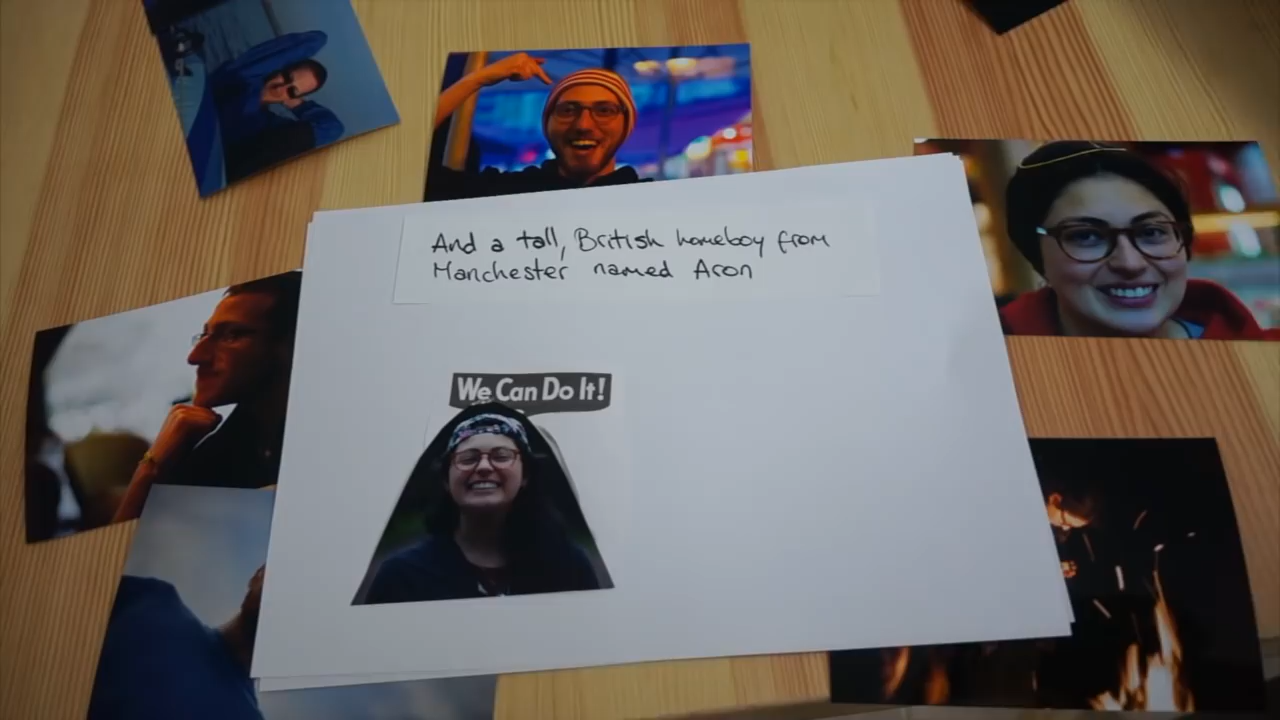 And a tall, British homeboy from
Manchester named Aron
We Can Do It!